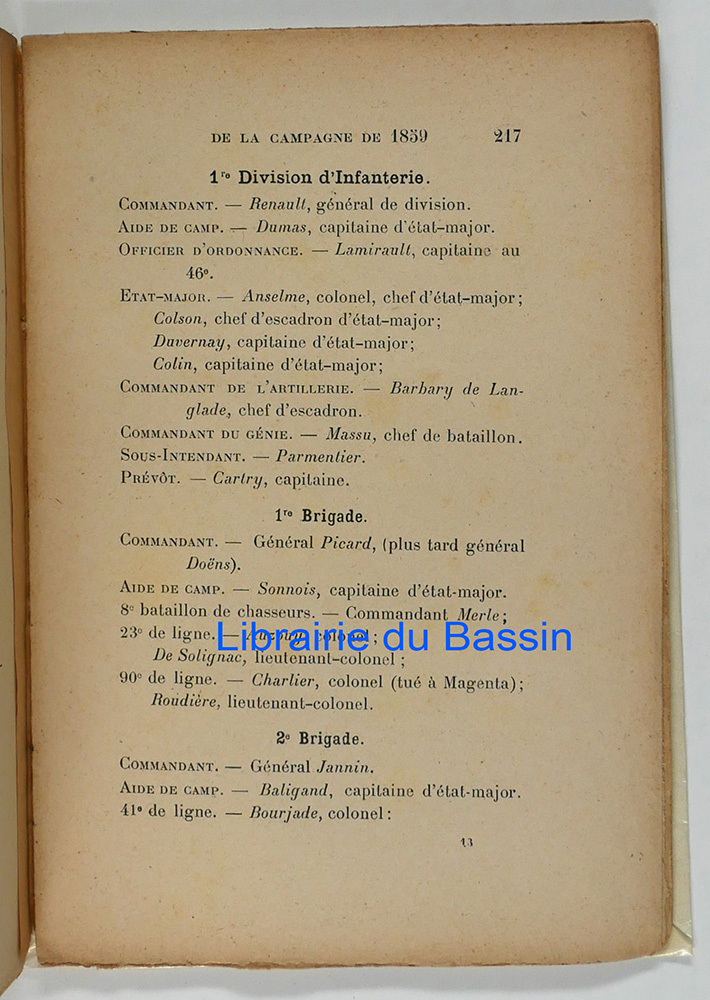 DE LA CAMPAGNE DE 1859 217
1re Division d'Infanterie.
COMMANDANT. — Renault, général de division.
AIDE DE CAMP. — Dumas, capitaine d'état-major.
OFFICIER D'ORDONNANCE. — Lamirault, capitaine au
46e.
ETAT-MAJOR. — Anselme, colonel, chef d'état-major;
Colson, chef d'escadron d'état-major;
Duvernay, capitaine d'état-major;
Colin, capitaine d'état-major;
COMMANDANT DE L'ARTILLERIE. — Barbary de Lan-
glade, chef d'escadron.
COMMANDANT DU GÉNIE. — Massu, chef de bataillon.
SOUS-INTENDANT. — Parmentier.
PRÉVÔT. — Cartry, capitaine.
1re Brigade.
COMMANDANT. — Général Picard, (plus tard général
Doëns).
AIDE DE CAMP. — Sonnois, capitaine d'état-major.
8e bataillon de chasseurs. — Commandant Merle;
23e de ligne. — colonel;
Librairie du Bassin
De Solignac, lieutenant-colonel;
90e de ligne. — Charlier, colonel (tué à Magenta);
Roudière, lieutenant-colonel.
2e Brigade.
COMMANDANT. — Général Jannin.
AIDE DE CAMP. — Baligand, capitaine d'état-major.
41e de ligne. — Bourjade, colonel:
13